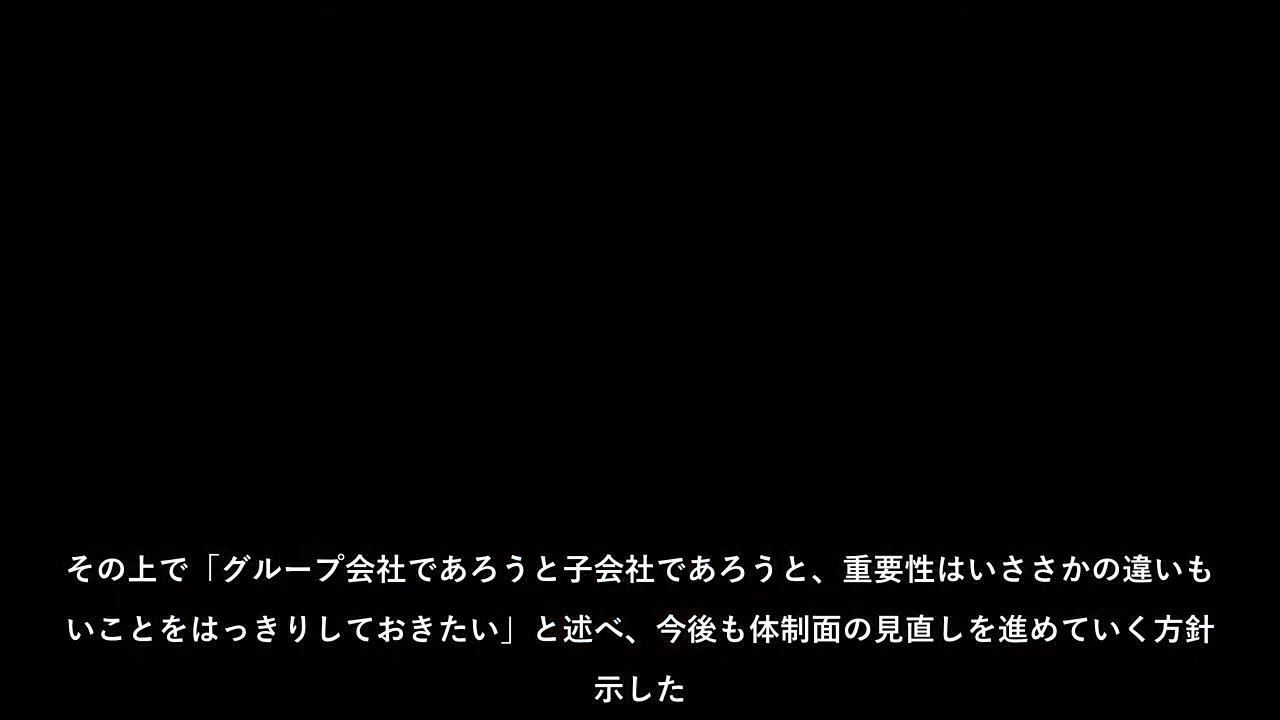 その上で「グループ会社であろうと子会社であろうと、重要性はいささかの違いも
いことをはっきりしておきたい」と述べ、今後も体制面の見直しを進めていく方針
示した